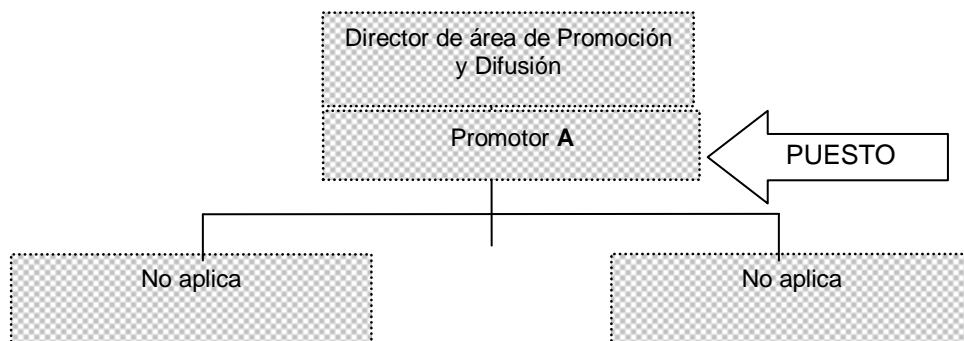 Director de área de Promoción
y Difusión
Promotor A
PUESTO
No aplica
No aplica